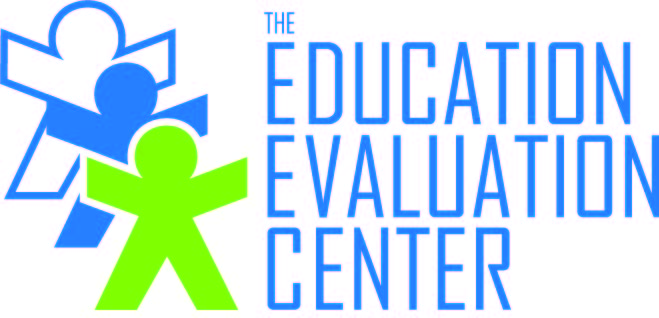 THE
EDUCATION
EVALUATION
CENTER